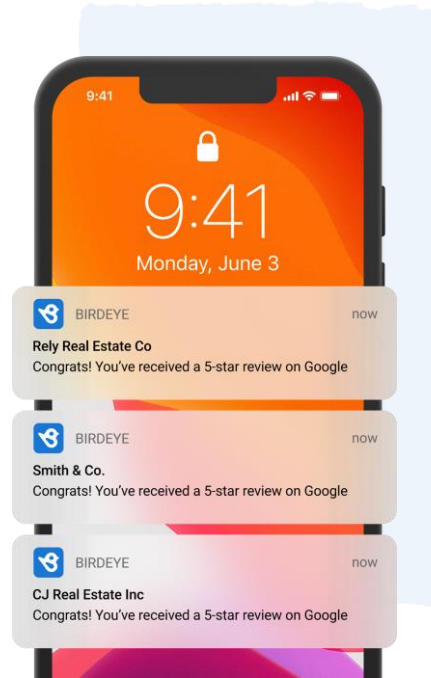 9:41
9:41
Monday, June 3
BIRDEYE now
Rely Real Estate Co
Congrats! You've received a 5-star review on Google
BIRDEYE now
Smith & Co.
Congrats! You've received a 5-star review on Google
BIRDEYE now
CJ Real Estate Inc
Congrats! You've received a 5-star review on Google